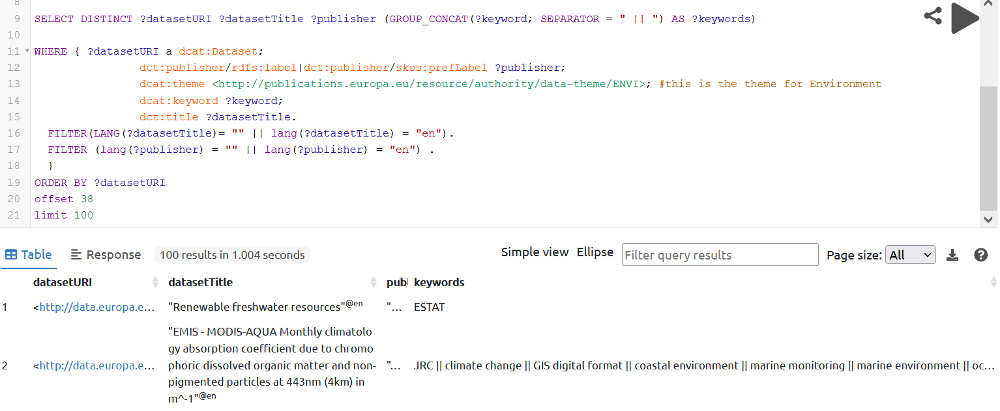 8
9 SELECT DISTINCT ?datasetURI ?datasetTitle ?publisher (GROUP_CONCAT(?keyword; SEPARATOR = " || ") AS ?keywords)
10
11 WHERE { ?datasetURI a dcat:Dataset;
12 dct:publisher/rdfs:label|dct:publisher/skos:prefLabel ?publisher;
13 dcat:theme <http://publications.europa.eu/resource/authority/data-theme/ENVI>; #this is the theme for Environment
14 dcat:keyword ?keyword;
15 dct:title ?datasetTitle.
16 FILTER(LANG(?datasetTitle)= "" || lang(?datasetTitle) = "en").
17 FILTER (lang(?publisher) = "" || lang(?publisher) = "en") .
18 }
19 ORDER BY ?datasetURI
20 offset 38
21 limit 100
Table Response 100 results in 1.004 seconds Simple view Ellipse Filter query results Page size: All
datasetURI datasetTitle publ keywords
1 <http://data.europa.e... "Renewable freshwater resources"@en "... ESTAT
"EMIS - MODIS-AQUA Monthly climatolo
gy absorption coefficient due to chromo
2 <http://data.europa.e... phoric dissolved organic matter and non- "... JRC || climate change || GIS digital format || coastal environment || marine monitoring || marine environment || oc...
pigmented particles at 443nm (4km) in
m^-1"@en